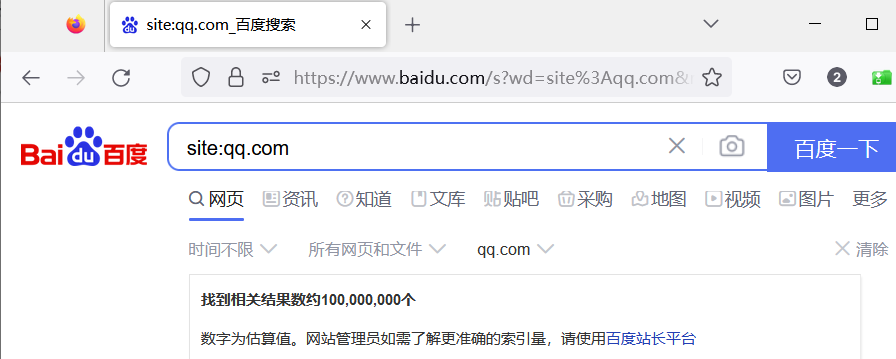 site:qq.com_百度搜索
https://www.baidu.com/s?wd=site%3Aqq.com&
2
Bai du 百度
site:qq.com
百度一下
网页 资讯 知道 文库 贴吧 采购 地图 视频 图片 更多
时间不限 所有网页和文件 qq.com 清除
找到相关结果数约100,000,000个
数字为估算值。网站管理员如需了解更准确的索引量，请使用百度站长平台